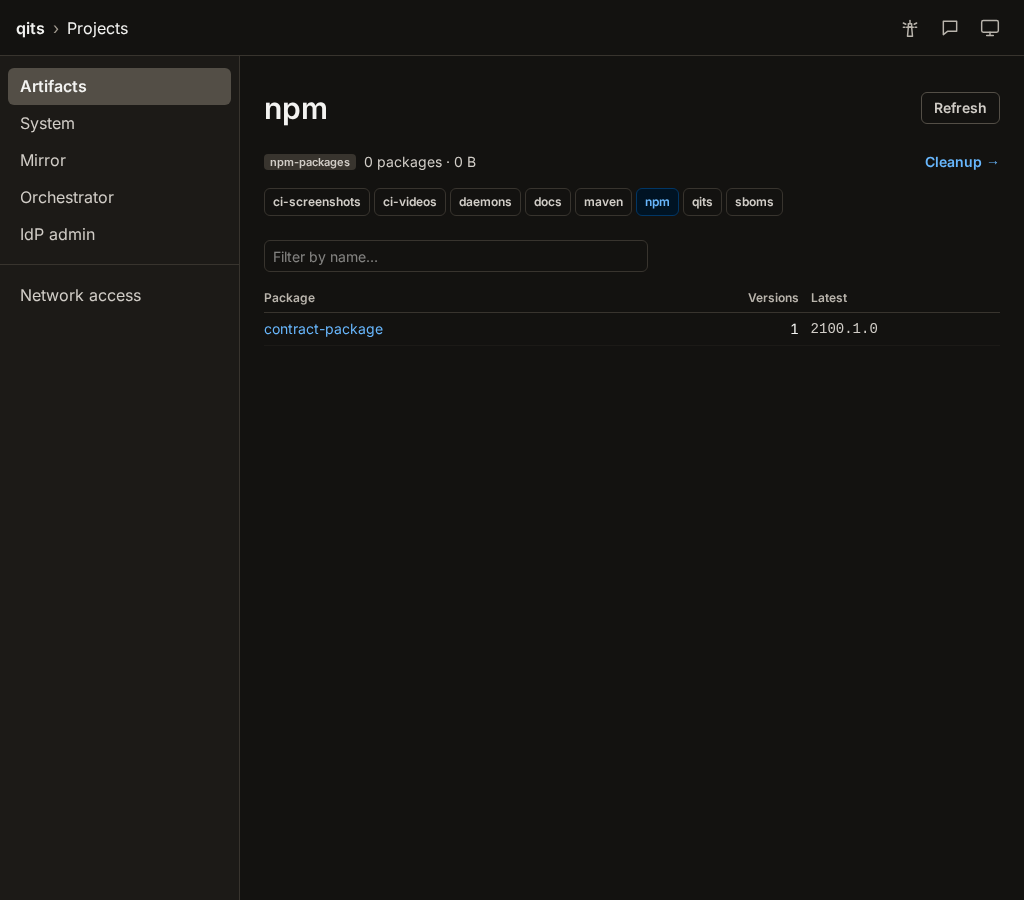 qits › Projects
Artifacts
System
Mirror
Orchestrator
IdP admin
Network access
npm
Refresh
npm-packages 0 packages · 0 B
Cleanup →
ci-screenshots ci-videos daemons docs maven npm qits sboms
Filter by name...
Package Versions Latest
contract-package 1 2100.1.0